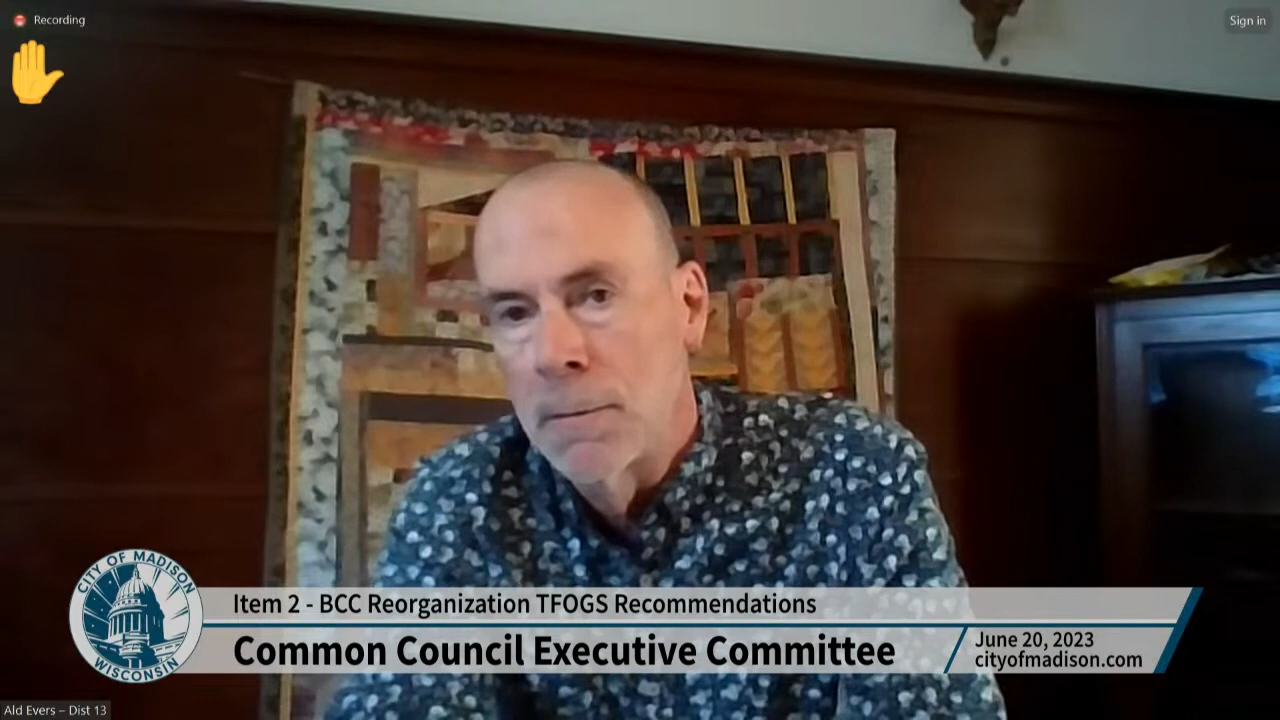 Recording
Sign in
CITY OF MADISON
WISCONSIN
Item 2 - BCC Reorganization TFOGS Recommendations
Common Council Executive Committee
June 20, 2023
cityofmadison.com
Ald Evers – Dist 13